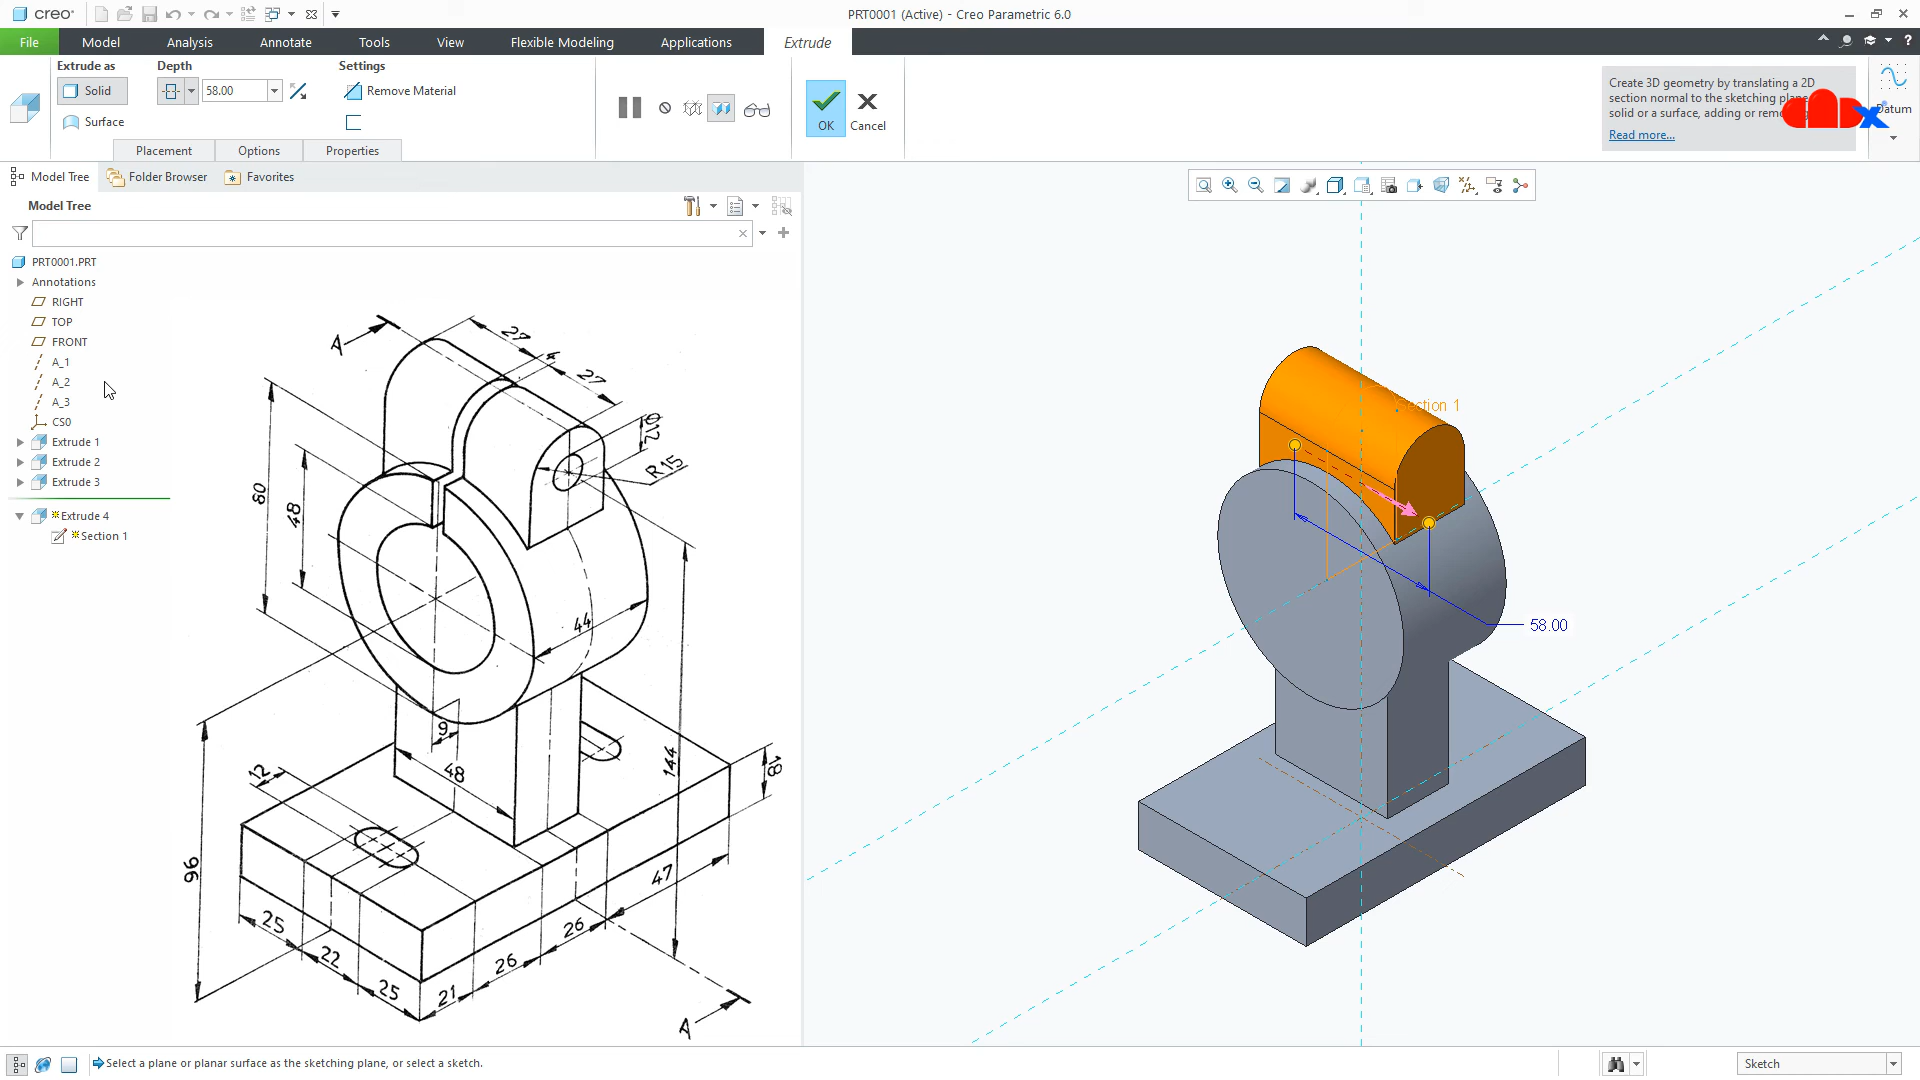 creo
PRT0001 (Active) - Creo Parametric 6.0
File
Model
Analysis
Annotate
Tools
View
Flexible Modeling
Applications
Extrude
Extrude as
Depth
Settings
Solid
58.00
Remove Material
Surface
OK
Cancel
Placement
Options
Properties
Create 3D geometry by translating a 2D
section normal to the sketching plane
solid or a surface, adding or
Read more...
Datum
Model Tree
Folder Browser
Favorites
Model Tree
PRT0001.PRT
Annotations
RIGHT
TOP
FRONT
A_1
A_2
A_3
CS0
Extrude 1
Extrude 2
Extrude 3
Extrude 4
Section 1
A
27
4
27
R15
80
48
44
9
48
144
18
12
96
47
25
22
25
21
26
26
A
Section 1
58.00
Select a plane or planar surface as the sketching plane, or select a sketch.
Sketch